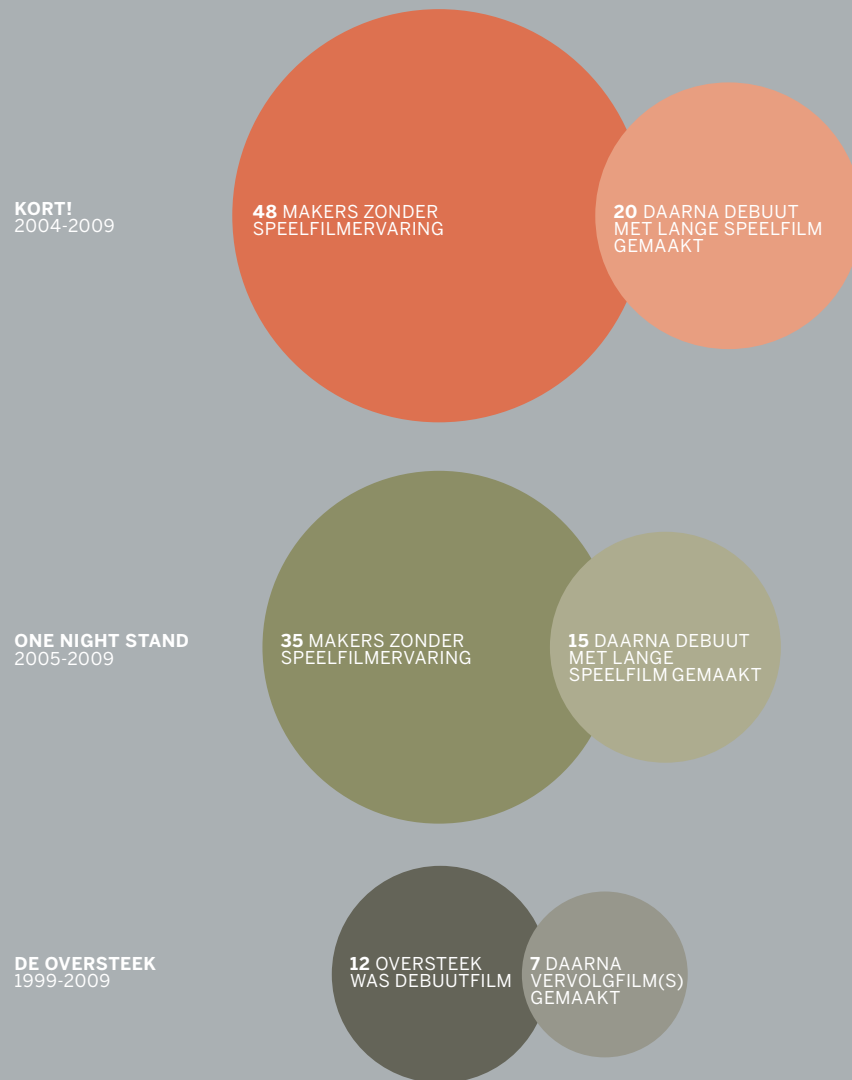 KORT!
2004-2009
48 MAKERS ZONDER
SPEELFILMERVARING
20 DAARNA DEBUUT
MET LANGE SPEELFILM
GEMAAKT
ONE NIGHT STAND
2005-2009
35 MAKERS ZONDER
SPEELFILMERVARING
15 DAARNA DEBUUT
MET LANGE
SPEELFILM GEMAAKT
DE OVERSTEEK
1999-2009
12 OVERSTEEK
WAS DEBUUTFILM
7 DAARNA
VERVOLGFILM(S)
GEMAAKT